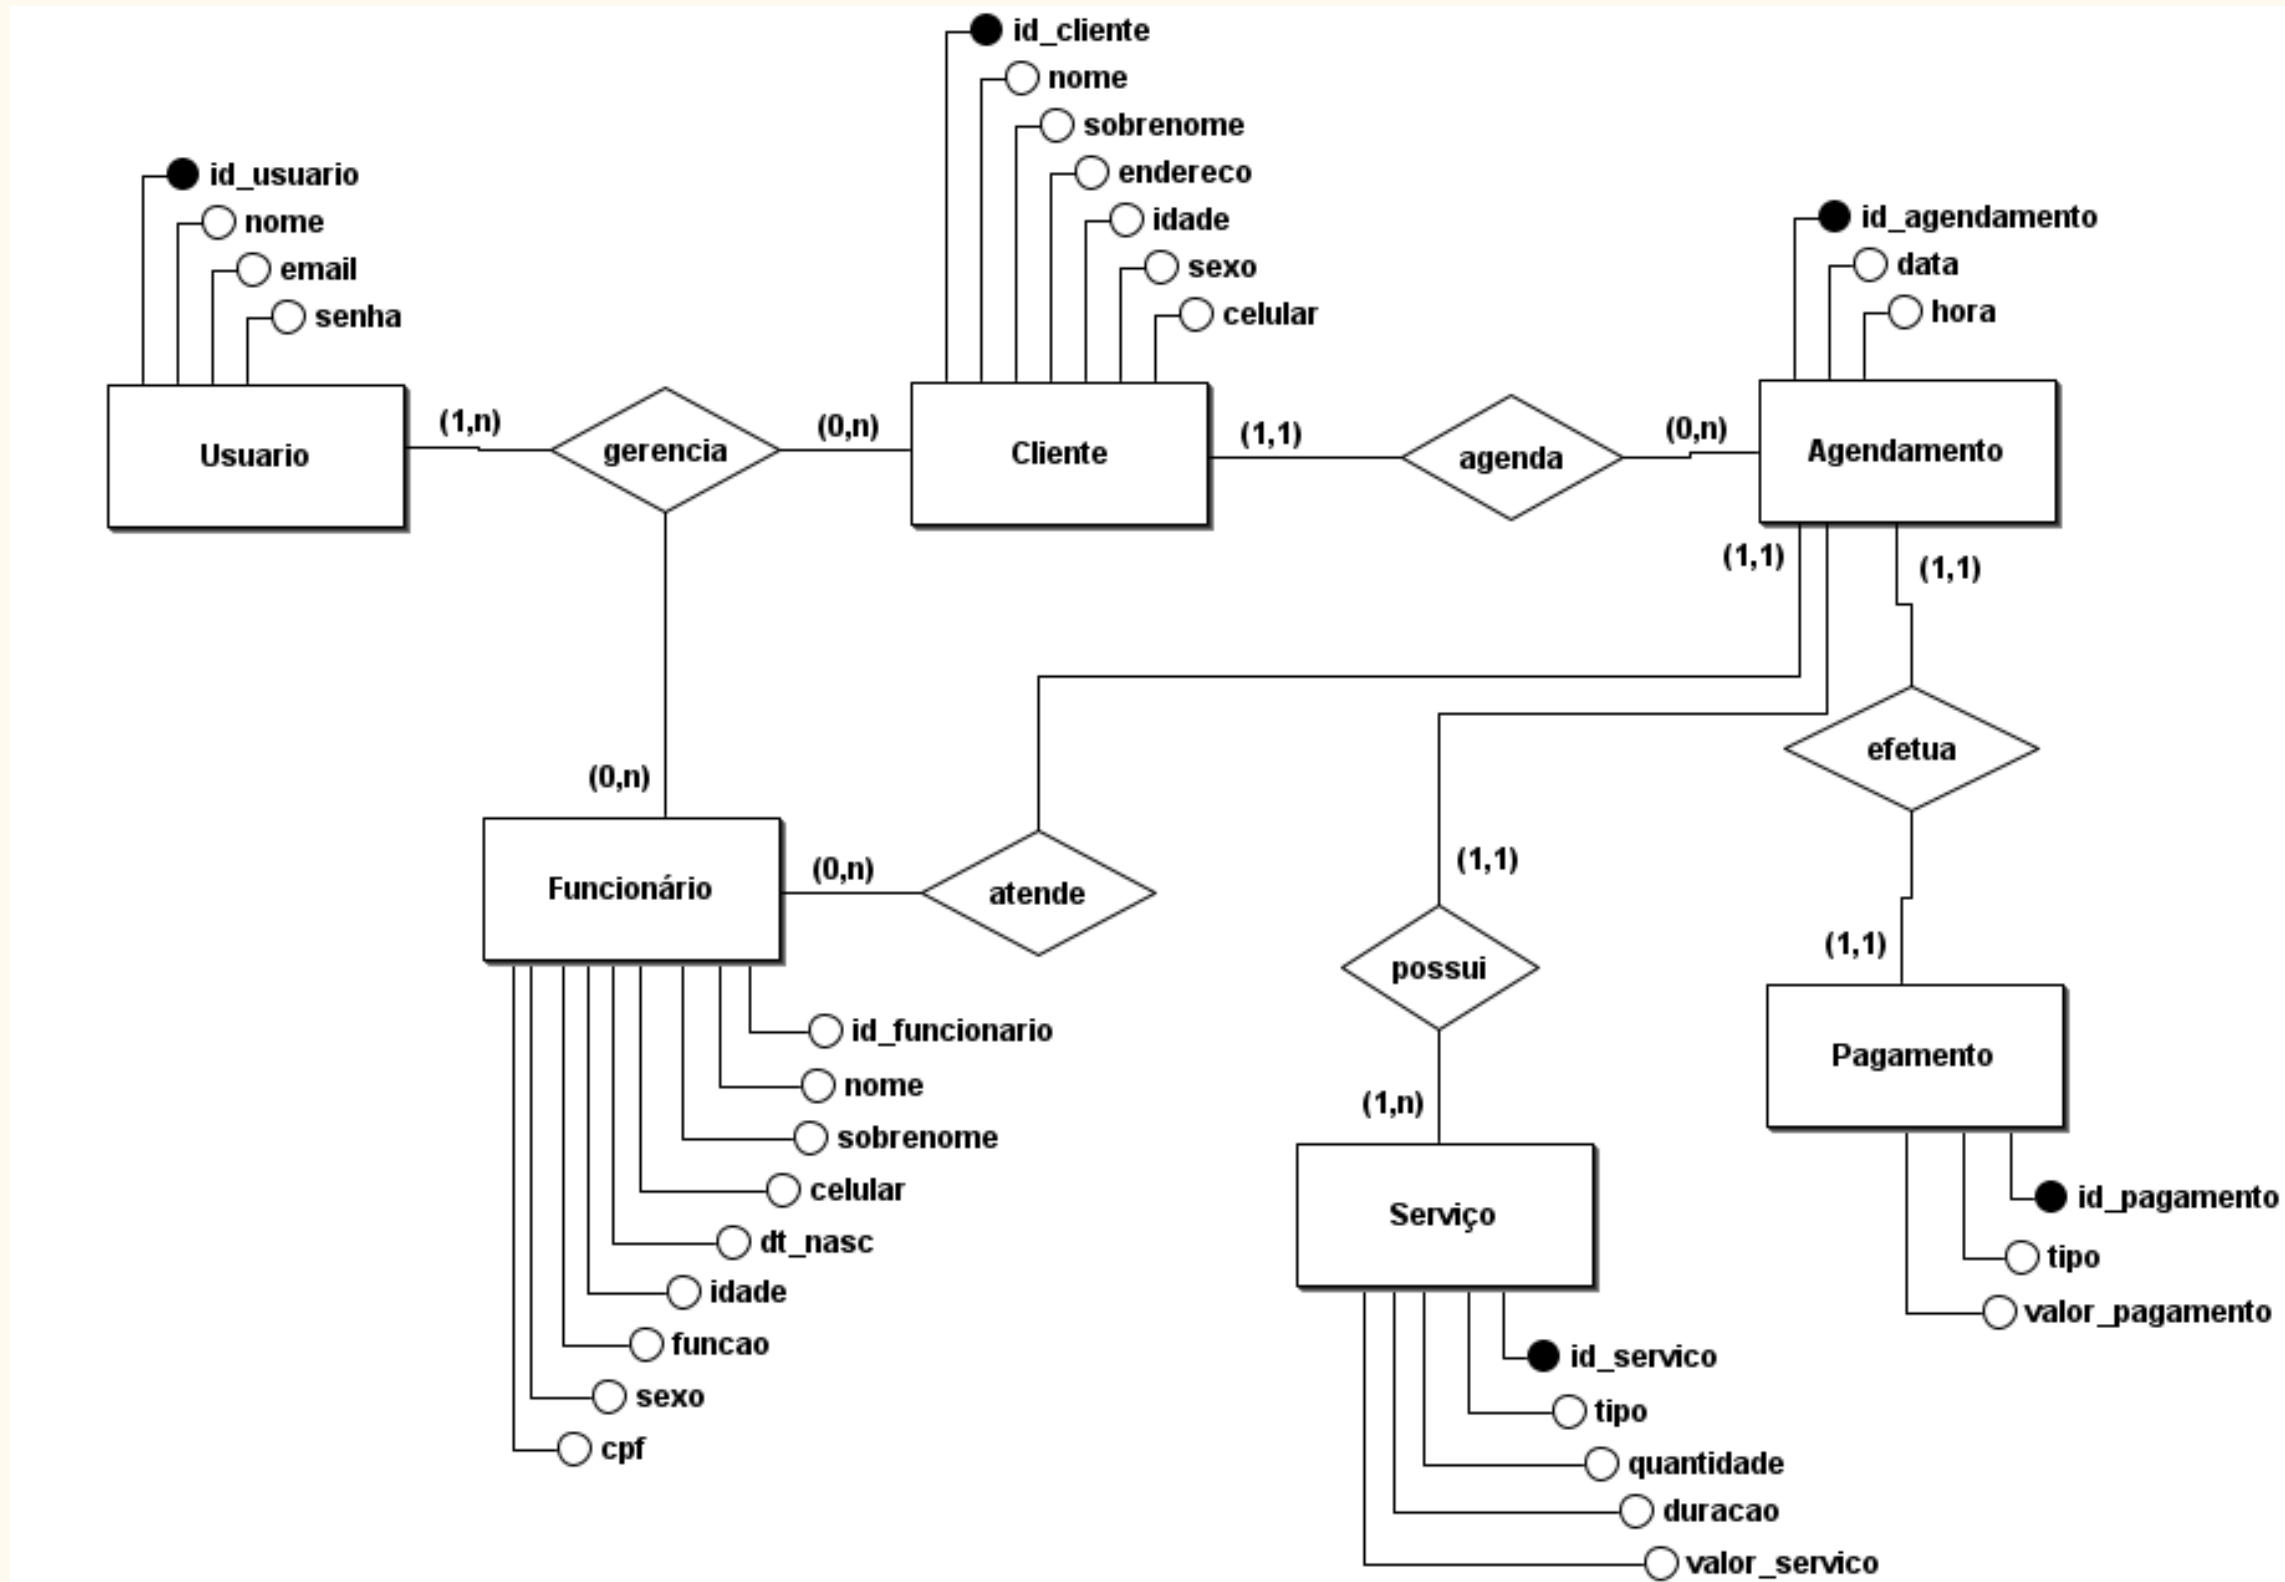 id_cliente
nome
sobrenome
endereco
idade
sexo
celular
id_usuario
nome
email
senha
id_agendamento
data
hora
Usuario
(1,n)
gerencia
(0,n)
Cliente
(1,1)
agenda
(0,n)
Agendamento
(1,1)
(1,1)
efetua
(0,n)
Funcionário
(0,n)
atende
(1,1)
possui
(1,n)
(1,1)
Pagamento
id_funcionario
nome
sobrenome
celular
dt_nasc
idade
funcao
sexo
cpf
Serviço
id_servico
tipo
quantidade
duracao
valor_servico
id_pagamento
tipo
valor_pagamento